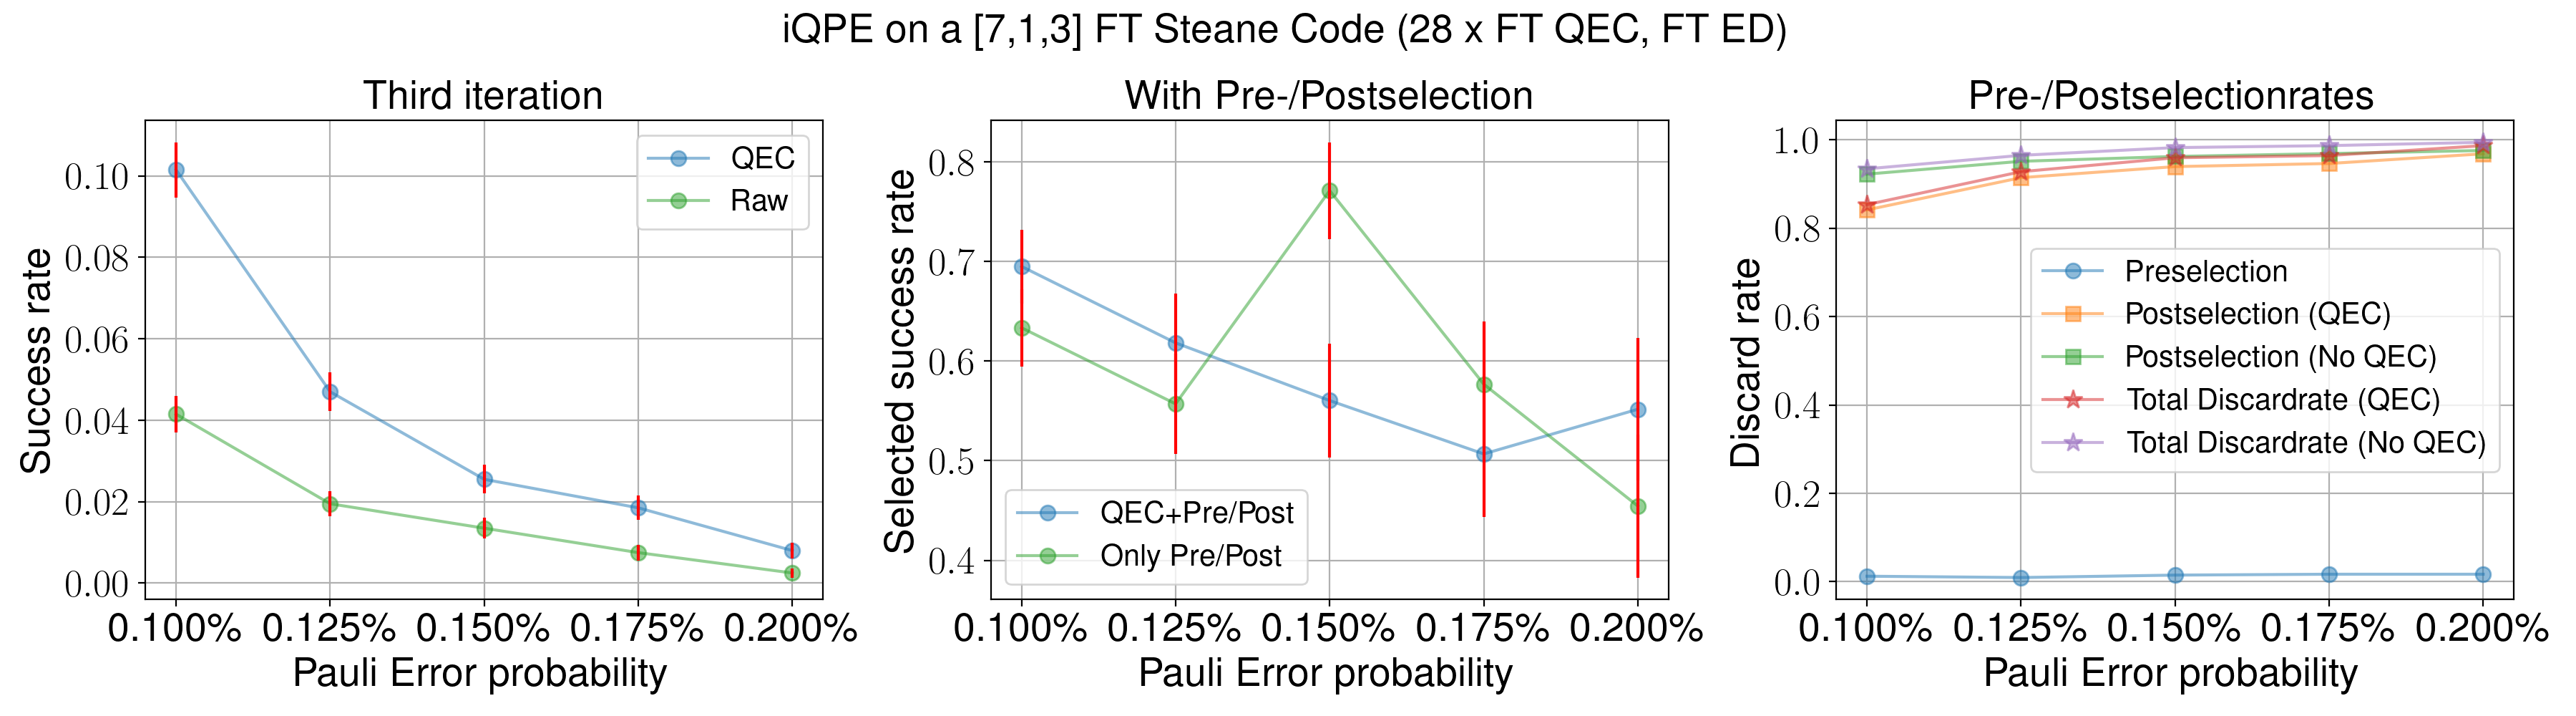 iQPE on a [7,1,3] FT Steane Code (28 x FT QEC, FT ED)
Third iteration
Success rate
0.10
0.08
0.06
0.04
0.02
0.00
QEC
Raw
0.100% 0.125% 0.150% 0.175% 0.200%
Pauli Error probability
With Pre-/Postselection
Selected success rate
0.8
0.7
0.6
0.5
0.4
QEC+Pre/Post
Only Pre/Post
0.100% 0.125% 0.150% 0.175% 0.200%
Pauli Error probability
Pre-/Postselectionrates
Discard rate
1.0
0.8
0.6
0.4
0.2
0.0
Preselection
Postselection (QEC)
Postselection (No QEC)
Total Discardrate (QEC)
Total Discardrate (No QEC)
0.100% 0.125% 0.150% 0.175% 0.200%
Pauli Error probability